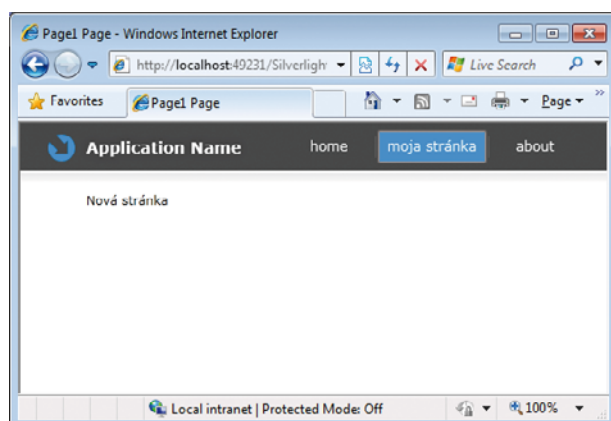 Page1 Page - Windows Internet Explorer
http://localhost:49231/Silverligh
Live Search
Favorites
Page1 Page
Page
Application Name
home
moja stránka
about
Nová stránka
Local intranet | Protected Mode: Off
100%